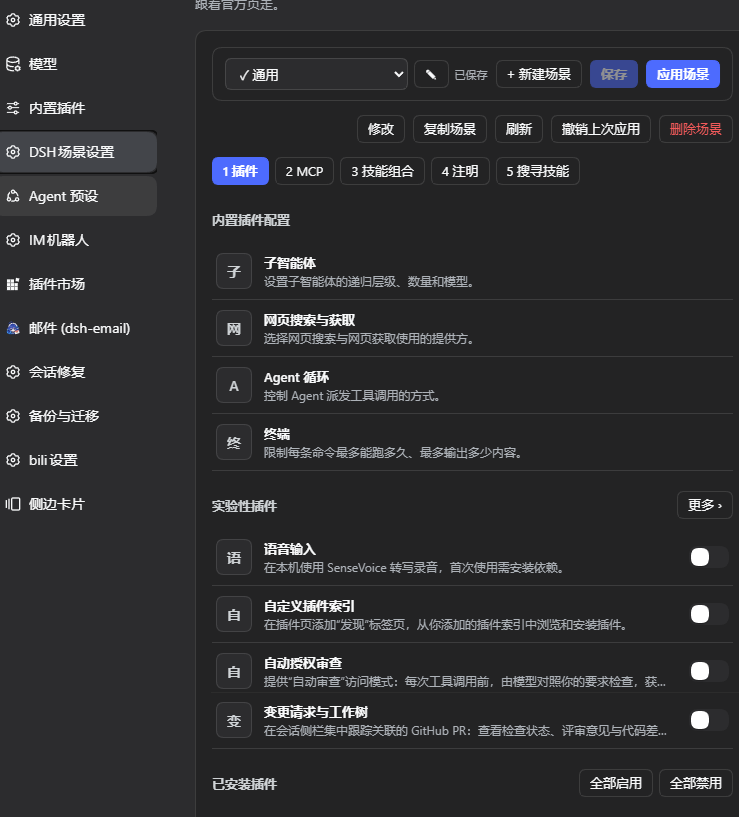 通用设置
模型
内置插件
DSH场景设置
Agent 预设
IM机器人
插件市场
邮件 (dsh-email)
会话修复
备份与迁移
bili 设置
侧边卡片
跟着官方页走。
✓ 通用
已保存
+ 新建场景
保存
应用场景
修改
复制场景
刷新
撤销上次应用
删除场景
1 插件
2 MCP
3 技能组合
4 注明
5 搜寻技能
内置插件配置
子
子智能体
设置子智能体的递归层级、数量和模型。
网
网页搜索与获取
选择网页搜索与网页获取使用的提供方。
A
Agent 循环
控制 Agent 派发工具调用的方式。
终
终端
限制每条命令最多能跑多久、最多输出多少内容。
实验性插件
更多 ›
语
语音输入
在本机使用 SenseVoice 转写录音，首次使用需安装依赖。
自
自定义插件索引
在插件页添加“发现”标签页，从你添加的插件索引中浏览和安装插件。
自
自动授权审查
提供“自动审查”访问模式：每次工具调用前，由模型对照你的要求检查，获...
变
变更请求与工作树
在会话侧栏集中跟踪关联的 GitHub PR：查看检查状态、评审意见与代码差...
已安装插件
全部启用
全部禁用